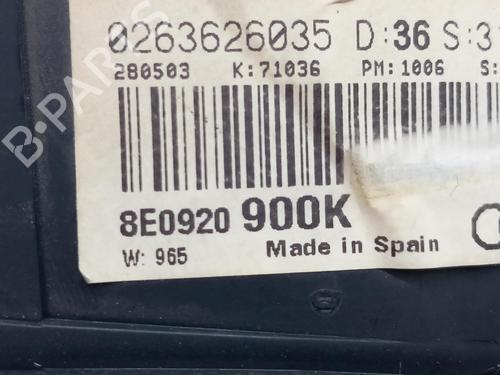 0263626035 D:36 S:3
280503 K:71036 PM:1006 S:
8E0920 900K
W: 965 Made in Spain
B-PARTS